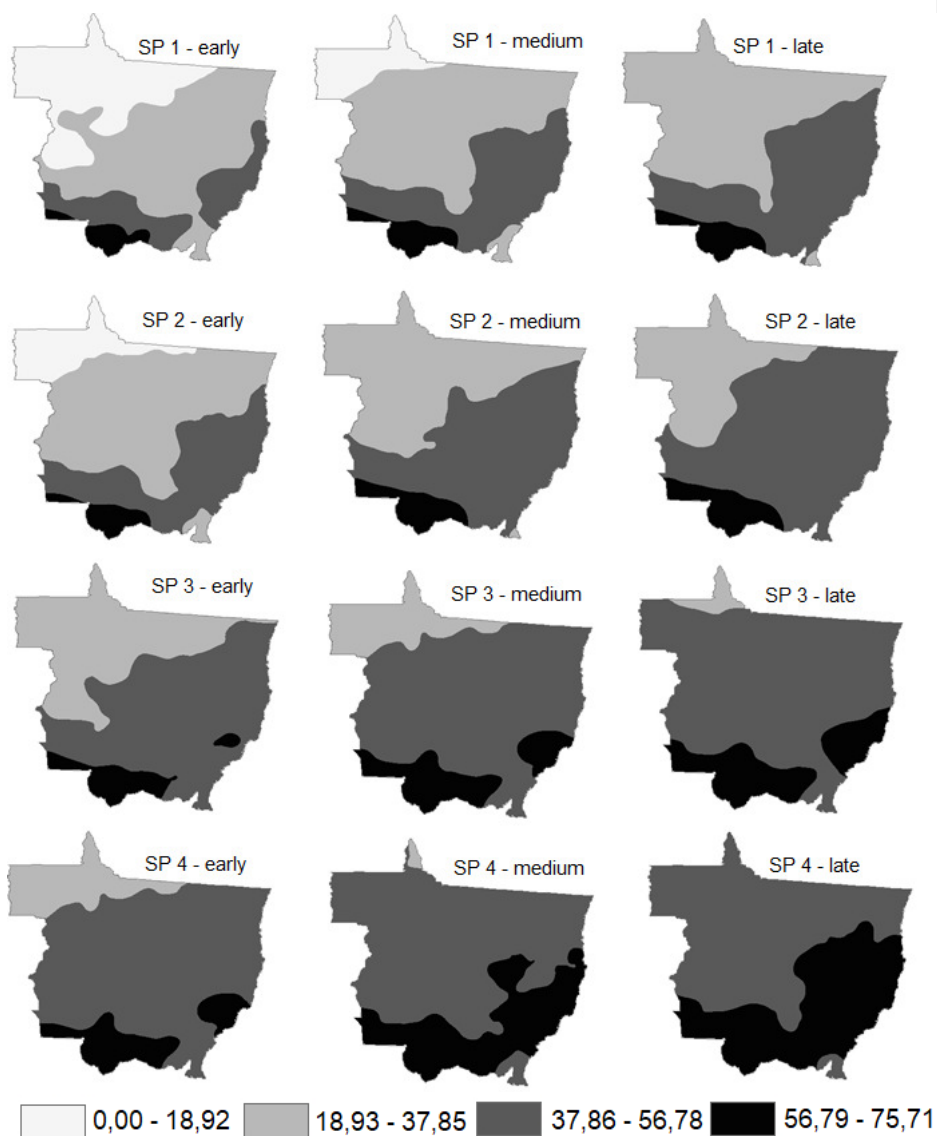 SP 1 - early
SP 1 - medium
SP 1 - late
SP 2 - early
SP 2 - medium
SP 2 - late
SP 3 - early
SP 3 - medium
SP 3 - late
SP 4 - early
SP 4 - medium
SP 4 - late
0,00 - 18,92
18,93 - 37,85
37,86 - 56,78
56,79 - 75,71